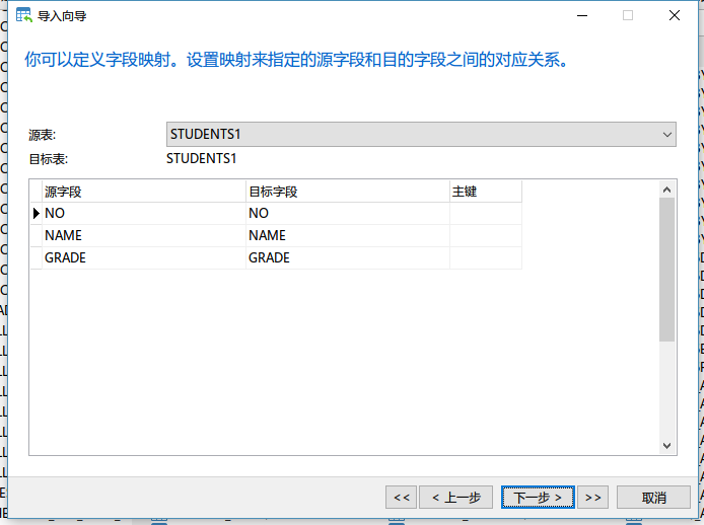 导入向导
你可以定义字段映射。设置映射来指定的源字段和目的字段之间的对应关系。
源表: STUDENTS1
目标表: STUDENTS1
源字段 目标字段 主键
NO NO
NAME NAME
GRADE GRADE
<< < 上一步 下一步 > >> 取消